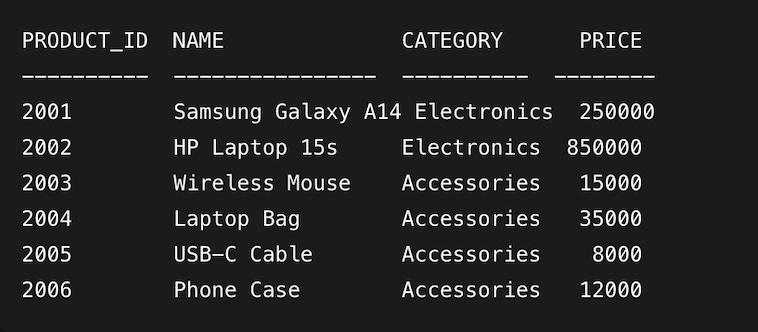 PRODUCT_ID  NAME              CATEGORY      PRICE
----------  ----------------  ----------  --------
2001        Samsung Galaxy A14 Electronics  250000
2002        HP Laptop 15s     Electronics  850000
2003        Wireless Mouse    Accessories   15000
2004        Laptop Bag        Accessories   35000
2005        USB-C Cable       Accessories    8000
2006        Phone Case        Accessories   12000